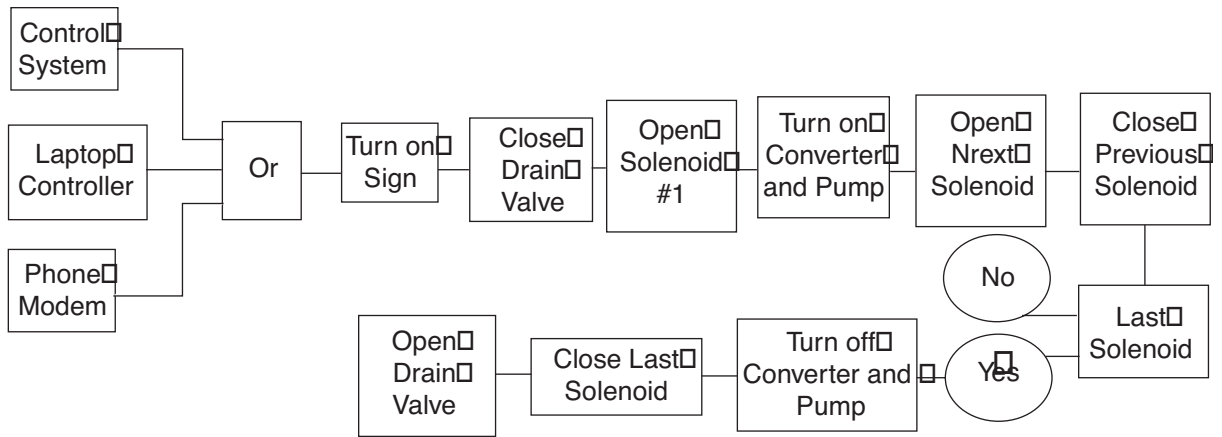 Control
System
Laptop
Controller
Phone
Modem
Or
Turn on
Sign
Close
Drain
Valve
Open
Solenoid
#1
Turn on
Converter
and Pump
Open
Nrext
Solenoid
Close
Previous
Solenoid
No
Last
Solenoid
Yes
Turn off
Converter and
Pump
Close Last
Solenoid
Open
Drain
Valve